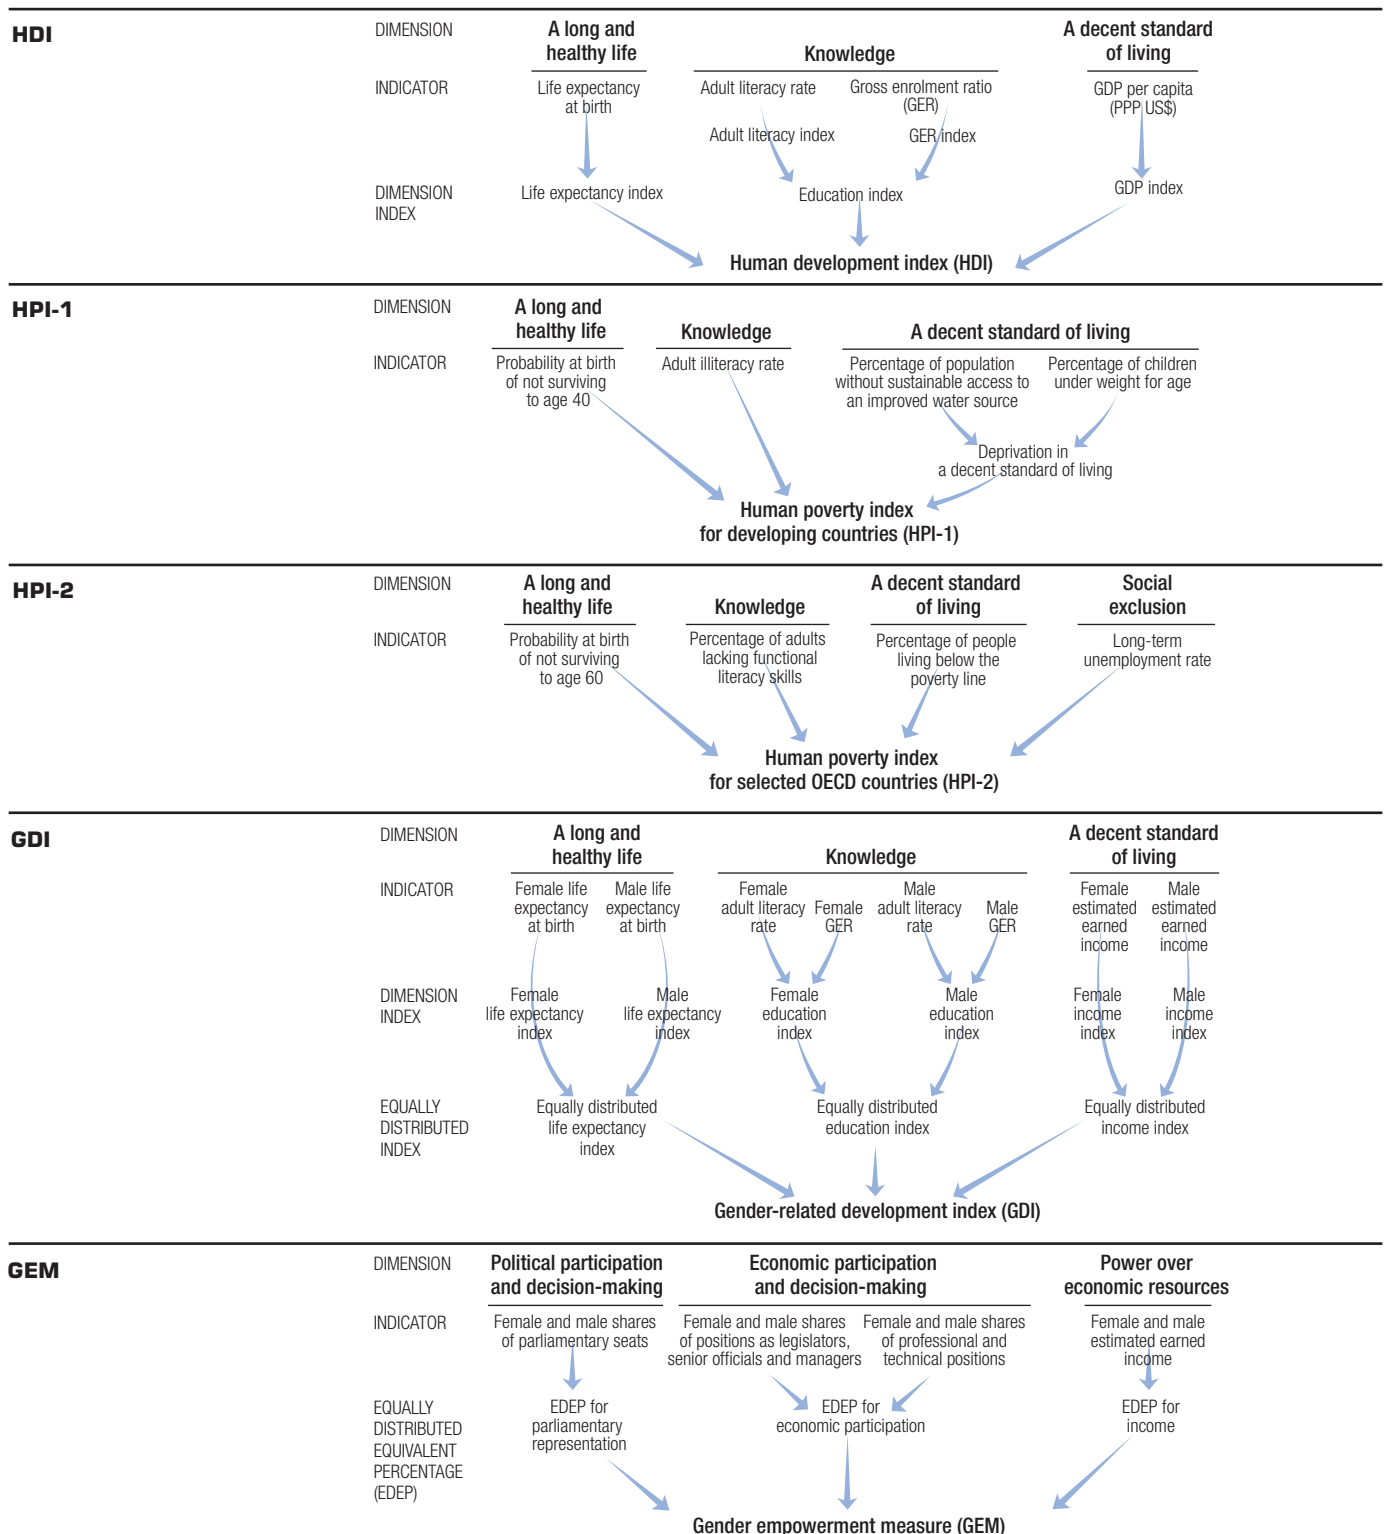 HDI
DIMENSION
A long and
healthy life
Knowledge
A decent standard
of living
INDICATOR
Life expectancy
at birth
Adult literacy rate
Gross enrolment ratio
(GER)
GDP per capita
(PPP US$)
Adult literacy index
GER index
DIMENSION
INDEX
Life expectancy index
Education index
GDP index
Human development index (HDI)
HPI-1
DIMENSION
A long and
healthy life
Knowledge
A decent standard of living
INDICATOR
Probability at birth
of not surviving
to age 40
Adult illiteracy rate
Percentage of population
without sustainable access to
an improved water source
Percentage of children
under weight for age
Deprivation in
a decent standard of living
Human poverty index
for developing countries (HPI-1)
HPI-2
DIMENSION
A long and
healthy life
Knowledge
A decent standard
of living
Social
exclusion
INDICATOR
Probability at birth
of not surviving
to age 60
Percentage of adults
lacking functional
literacy skills
Percentage of people
living below the
poverty line
Long-term
unemployment rate
Human poverty index
for selected OECD countries (HPI-2)
GDI
DIMENSION
A long and
healthy life
Knowledge
A decent standard
of living
INDICATOR
Female life
expectancy
at birth
Male life
expectancy
at birth
Female
adult literacy
rate
Female
GER
Male
adult literacy
rate
Male
GER
Female
estimated
earned
income
Male
estimated
earned
income
DIMENSION
INDEX
Female
life expectancy
index
Male
life expectancy
index
Female
education
index
Male
education
index
Female
income
index
Male
income
index
EQUALLY
DISTRIBUTED
INDEX
Equally distributed
life expectancy
index
Equally distributed
education index
Equally distributed
income index
Gender-related development index (GDI)
GEM
DIMENSION
Political participation
and decision-making
Economic participation
and decision-making
Power over
economic resources
INDICATOR
Female and male shares
of parliamentary seats
Female and male shares
of positions as legislators,
senior officials and managers
Female and male shares
of professional and
technical positions
Female and male
estimated earned
income
EQUALLY
DISTRIBUTED
EQUIVALENT
PERCENTAGE
(EDEP)
EDEP for
parliamentary
representation
EDEP for
economic participation
EDEP for
income
Gender empowerment measure (GEM)